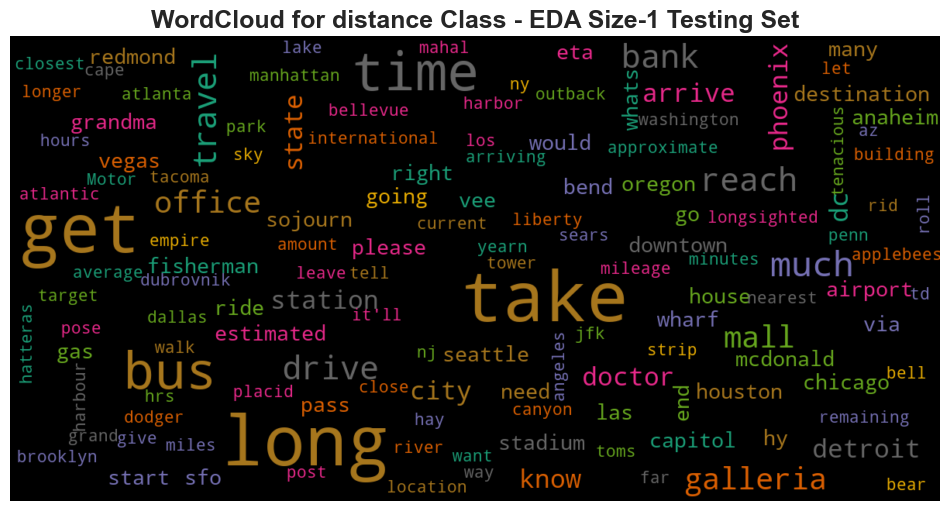 WordCloud for distance Class - EDA Size-1 Testing Set
lake
mahal
eta
many
redmond
closest
cape
time
bank
let
manhattan
travel
longer
atlanta
ny
outback
whats
arrive
phoenix
destination
state
bellevue
harbor
washington
anaheim
grandma
park
international
los
would
approximate
tenacious
az
hours
building
vegas
sky
arriving
right
Motor
tacoma
bend
oregon
reach
atlantic
going
vee
dc
rid
roll
office
get
sojourn
current
liberty
go
longsighted
empire
amount
please
yearn
sears
downtown
penn
applebees
average
fisherman
leave
tell
tower
mileage
minutes
much
dubrovnik
take
target
station
house
nearest
airport
td
hatteras
ride
it'll
dallas
wharf
via
pose
estimated
jfk
mall
gas
walk
nj
seattle
strip
mcdonald
bus
drive
angeles
doctor
bell
harbour
hrs
placid
close
city
need
end
houston
chicago
dodger
pass
canyon
las
long
hay
remaining
grand
give
miles
river
stadium
capitol
hy
detroit
brooklyn
want
toms
start
sfo
post
way
know
far
galleria
location
bear